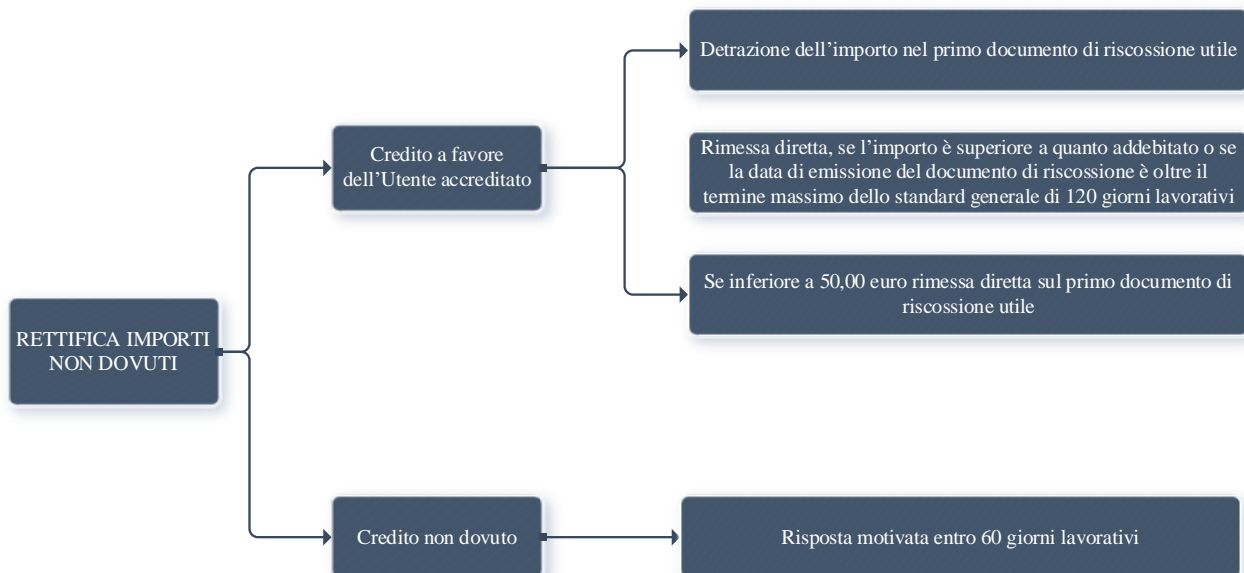 Detrazione dell’importo nel primo documento di riscossione utile
Credito a favore
dell’Utente accreditato
Rimessa diretta, se l’importo è superiore a quanto addebitato o se
la data di emissione del documento di riscossione è oltre il
termine massimo dello standard generale di 120 giorni lavorativi
Se inferiore a 50,00 euro rimessa diretta sul primo documento di
riscossione utile
RETTIFICA IMPORTI
NON DOVUTI
Credito non dovuto
Risposta motivata entro 60 giorni lavorativi